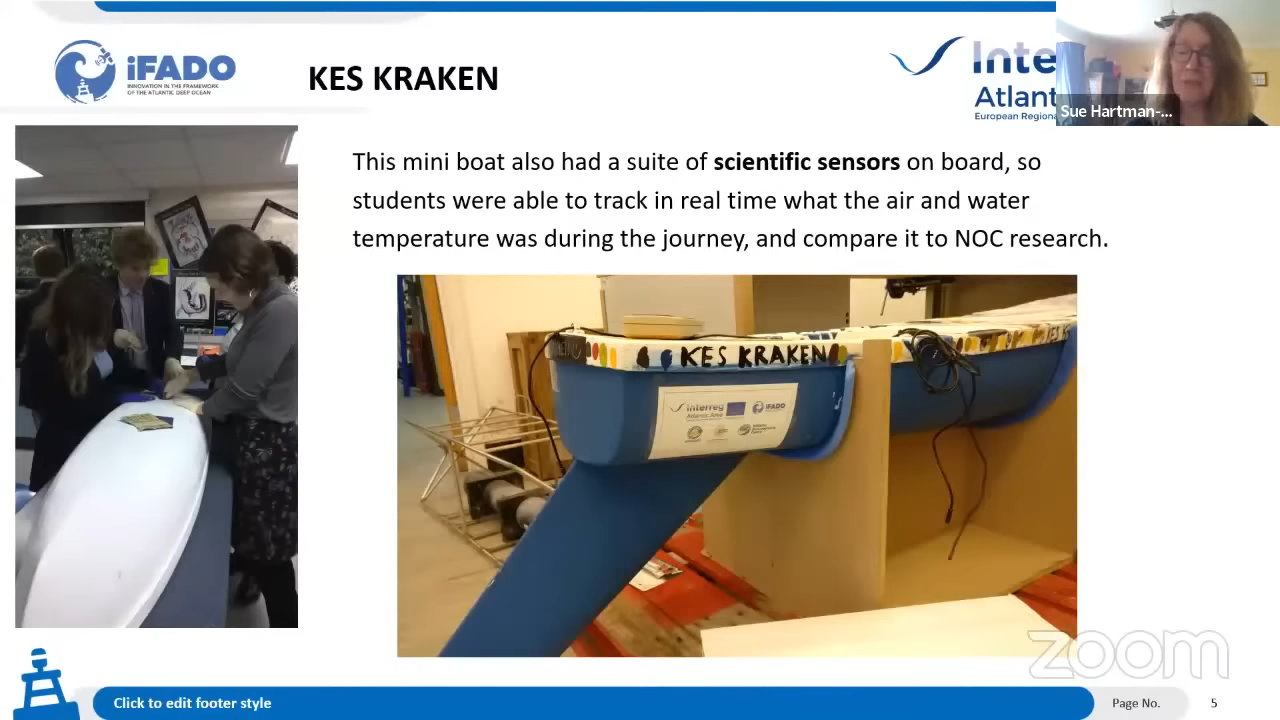 iFADO
INNOVATION IN THE FRAMEWORK
OF THE ATLANTIC DEEP OCEAN
KES KRAKEN
Inte
Atlant
European Regiona
Sue Hartman-...
This mini boat also had a suite of scientific sensors on board, so
students were able to track in real time what the air and water
temperature was during the journey, and compare it to NOC research.
KES KRAKEN
KES
Interreg
Atlantic Area
iFADO
zoom
Click to edit footer style
Page No.
5